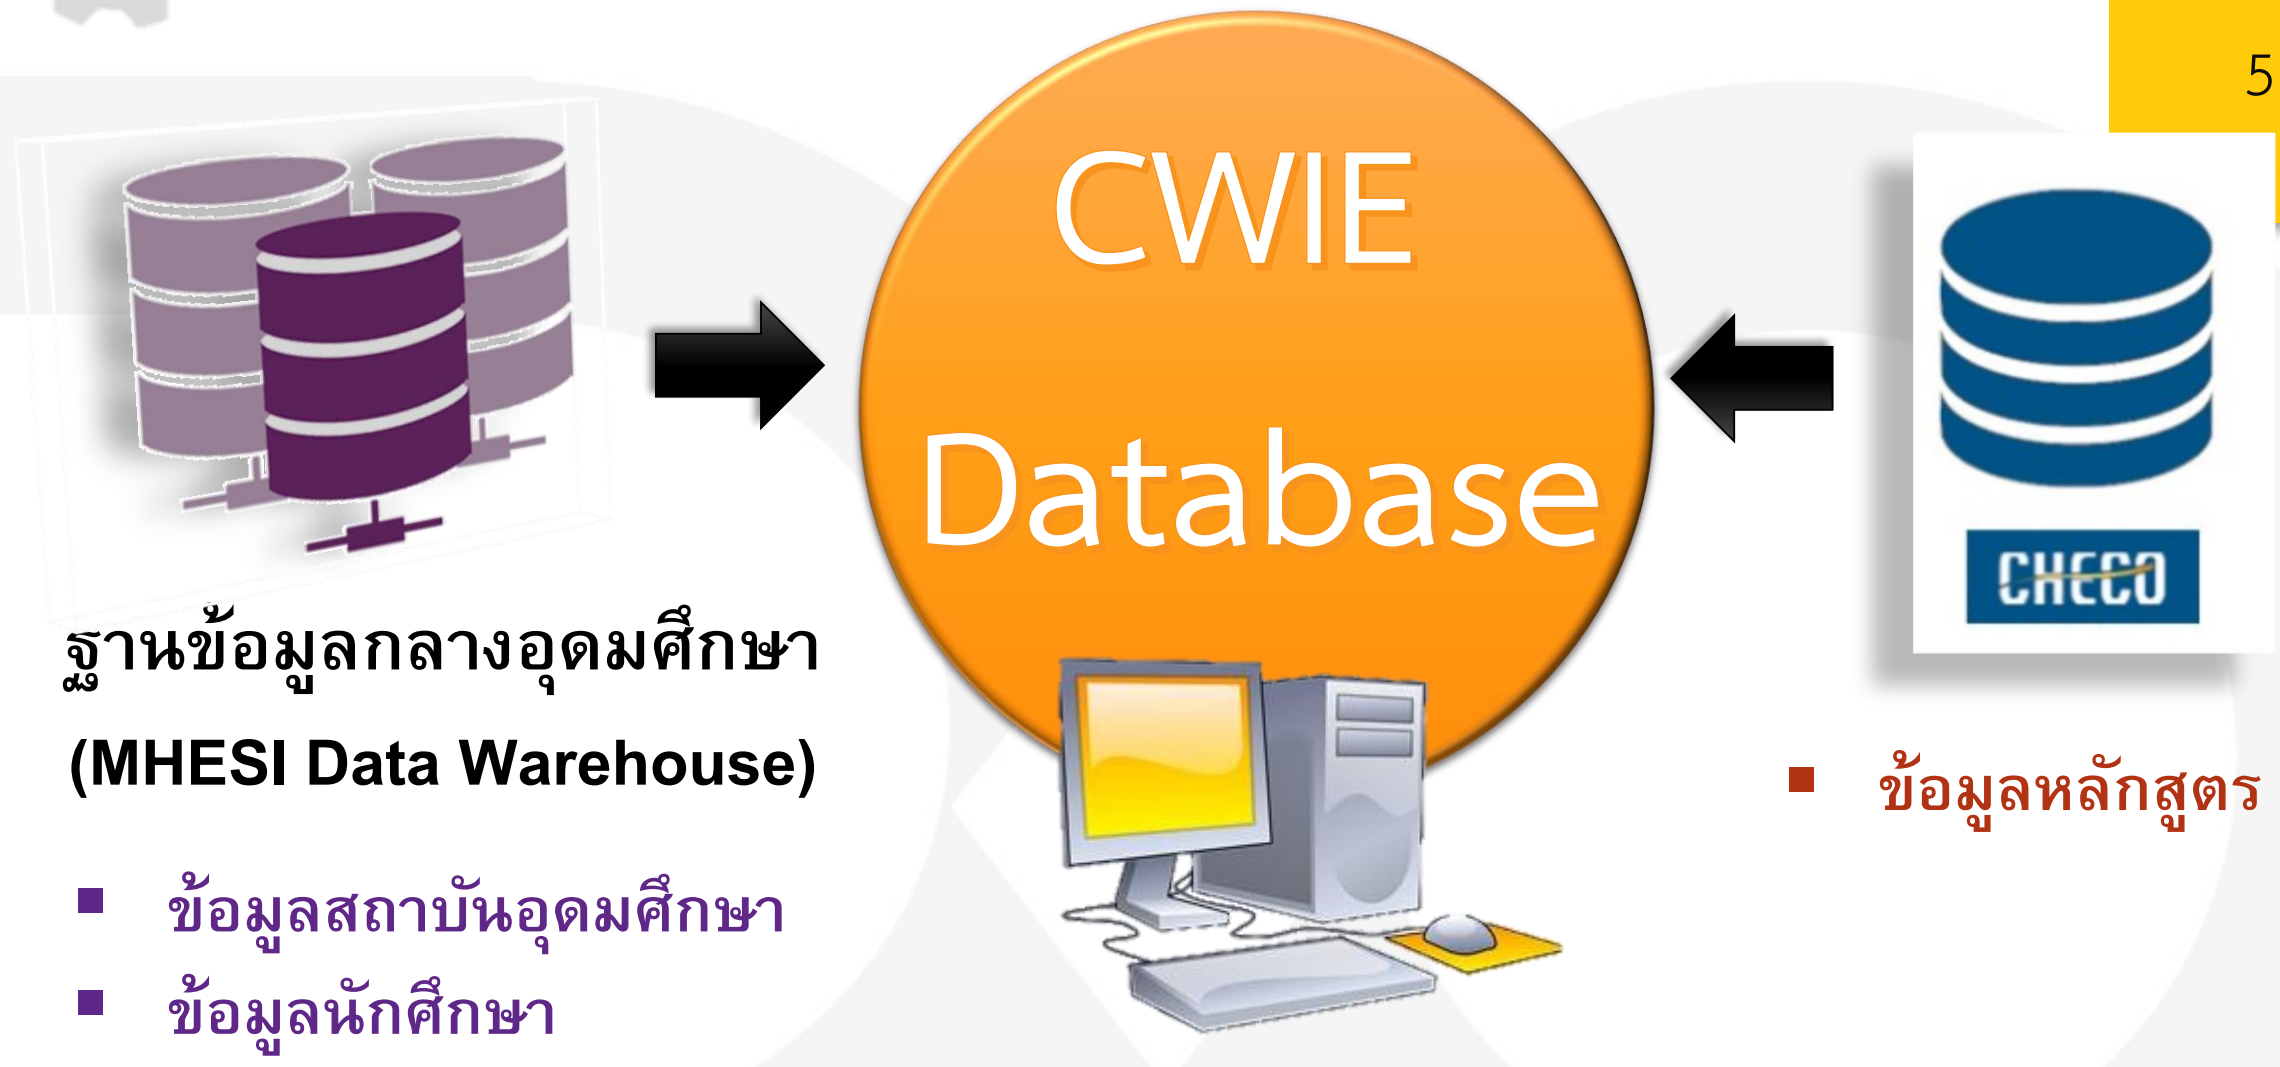 5
CWIE
Database
CHECO
ฐานข้อมูลกลางอุดมศึกษา
(MHESI Data Warehouse)
▪ ข้อมูลสถาบันอุดมศึกษา
▪ ข้อมูลนักศึกษา
▪ ข้อมูลหลักสูตร